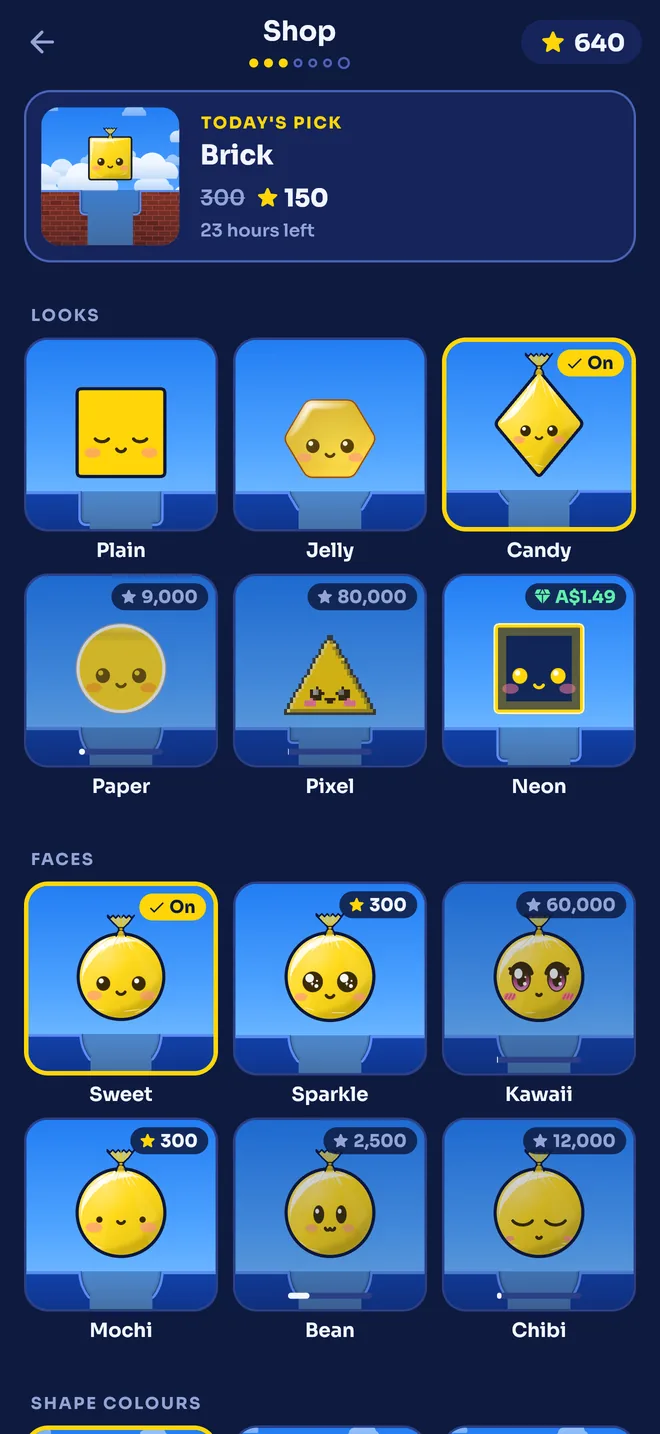 Shop
640
TODAY'S PICK
Brick
300 150
23 hours left
LOOKS
On
Plain
Jelly
Candy
9,000
80,000
A$1.49
Paper
Pixel
Neon
FACES
On
300
60,000
Sweet
Sparkle
Kawaii
300
2,500
12,000
Mochi
Bean
Chibi
SHAPE COLOURS